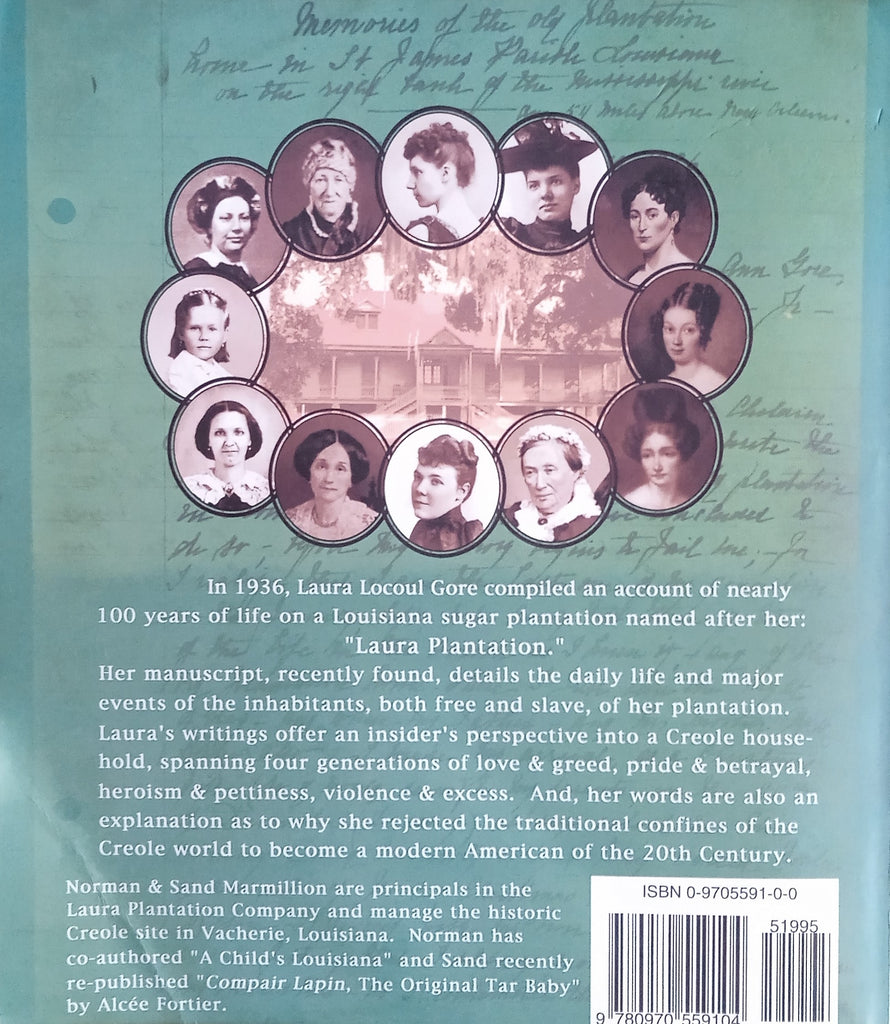 Memories of the old plantation
home in St James Parish Louisiana
on the right bank of the Mississippi river
miles above New Orleans.
Ann Gore,
plantation
In 1936, Laura Locoul Gore compiled an account of nearly
100 years of life on a Louisiana sugar plantation named after her:
"Laura Plantation."
Her manuscript, recently found, details the daily life and major
events of the inhabitants, both free and slave, of her plantation.
Laura's writings offer an insider's perspective into a Creole house-
hold, spanning four generations of love & greed, pride & betrayal,
heroism & pettiness, violence & excess. And, her words are also an
explanation as to why she rejected the traditional confines of the
Creole world to become a modern American of the 20th Century.
Norman & Sand Marmillion are principals in the
Laura Plantation Company and manage the historic
Creole site in Vacherie, Louisiana. Norman has
co-authored "A Child's Louisiana" and Sand recently
re-published "Compair Lapin, The Original Tar Baby"
by Alcée Fortier.
ISBN 0-9705591-0-0
51995
9 780970 559104